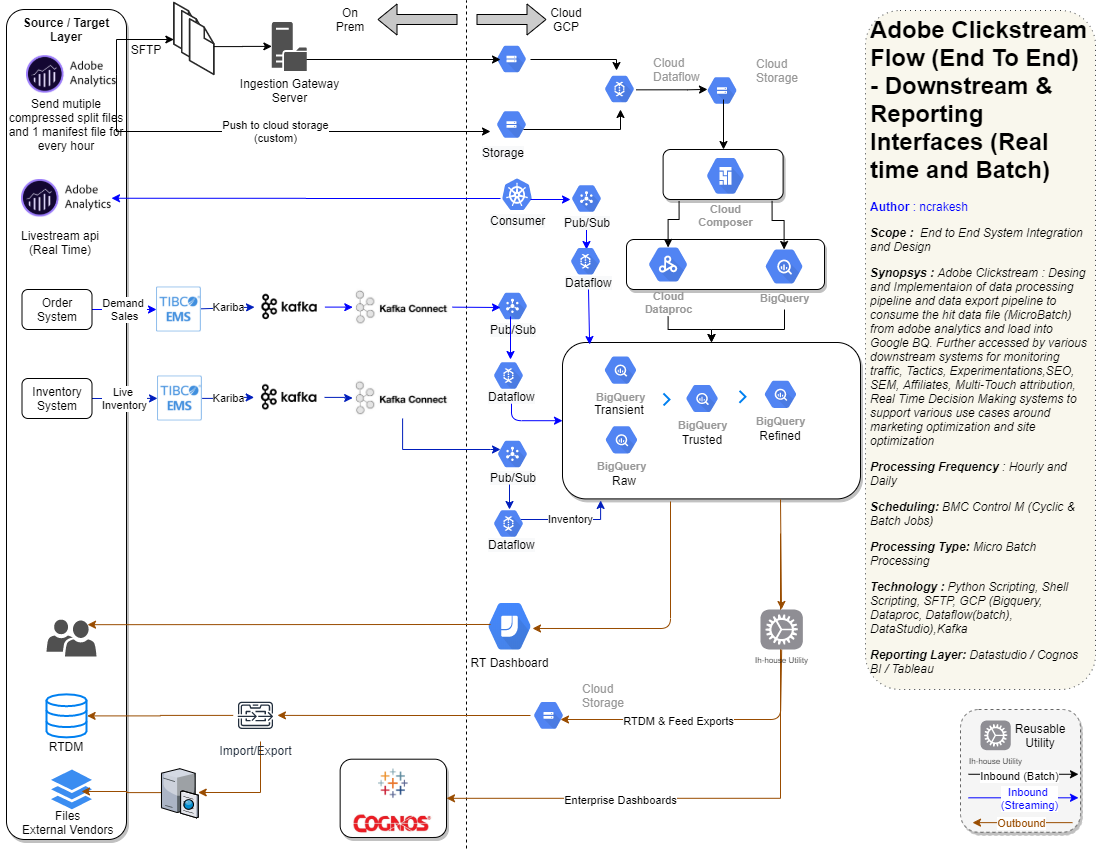 Source / Target
Layer
On
Prem
Cloud
GCP
SFTP
Adobe
Analytics
Send mutiple
compressed split files
and 1 manifest file for
every hour
Ingestion Gateway
Server
Push to cloud storage
(custom)
Storage
Cloud
Dataflow
Cloud
Storage
Cloud
Composer
Adobe
Analytics
Livestream api
(Real Time)
Consumer
Pub/Sub
Dataflow
Cloud
Dataproc
BigQuery
Order
System
Demand
Sales
TIBCO
EMS
Kariba
kafka
Kafka Connect
Pub/Sub
Dataflow
Inventory
System
Live
Inventory
TIBCO
EMS
Kariba
kafka
Kafka Connect
Pub/Sub
Dataflow
Inventory
BigQuery
Transient
BigQuery
Trusted
BigQuery
Refined
BigQuery
Raw
RT Dashboard
In-house Utility
Cloud
Storage
RTDM & Feed Exports
Import/Export
RTDM
Files
External Vendors
COGNOS
Enterprise Dashboards
Adobe Clickstream
Flow (End To End)
- Downstream &
Reporting
Interfaces (Real
time and Batch)
Author : ncrakesh
Scope : End to End System Integration
and Design
Synopsys : Adobe Clickstream : Desing
and Implementaion of data processing
pipeline and data export pipeline to
consume the hit data file (MicroBatch)
from adobe analytics and load into
Google BQ. Further accessed by various
downstream systems for monitoring
traffic, Tactics, Experimentations,SEO,
SEM, Affiliates, Multi-Touch attribution,
Real Time Decision Making systems to
support various use cases around
marketing optimization and site
optimization
Processing Frequency : Hourly and
Daily
Scheduling: BMC Control M (Cyclic &
Batch Jobs)
Processing Type: Micro Batch
Processing
Technology : Python Scripting, Shell
Scripting, SFTP, GCP (Bigquery,
Dataproc, Dataflow(batch),
DataStudio),Kafka
Reporting Layer: Datastudio / Cognos
BI / Tableau
Reusable
Utility
In-house Utility
Inbound (Batch)
Inbound
(Streaming)
Outbound